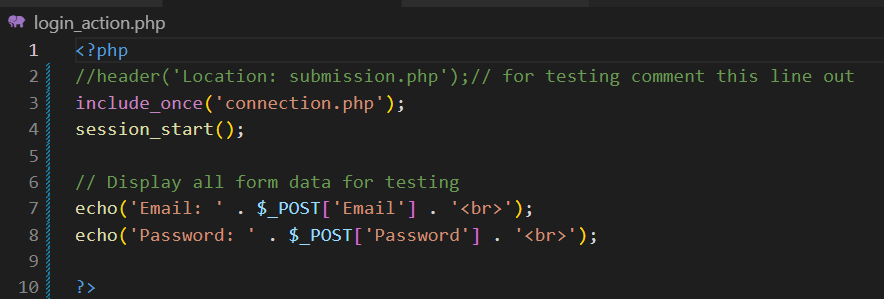 login_action.php
1 <?php
2 //header('Location: submission.php');// for testing comment this line out
3 include_once('connection.php');
4 session_start();
5
6 // Display all form data for testing
7 echo('Email: ' . $_POST['Email'] . '<br>');
8 echo('Password: ' . $_POST['Password'] . '<br>');
9
10 ?>